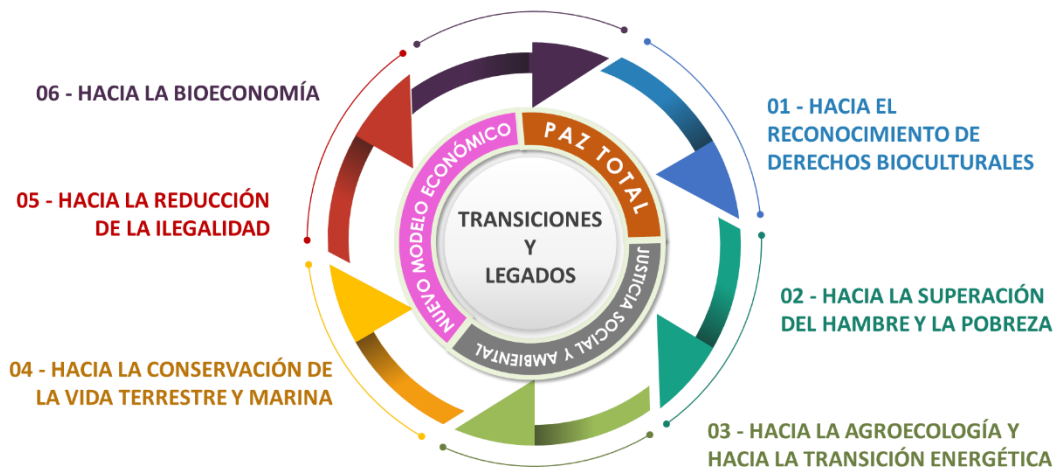 TRANSICIONES
Y
LEGADOS
PAZ TOTAL
JUSTICIA SOCIAL Y AMBIENTAL
NUEVO MODELO ECONÓMICO
01 - HACIA EL
RECONOCIMIENTO DE
DERECHOS BIOCULTURALES
02 - HACIA LA SUPERACIÓN
DEL HAMBRE Y LA POBREZA
03 - HACIA LA AGROECOLOGÍA Y
HACIA LA TRANSICIÓN ENERGÉTICA
04 - HACIA LA CONSERVACIÓN DE
LA VIDA TERRESTRE Y MARINA
05 - HACIA LA REDUCCIÓN
DE LA ILEGALIDAD
06 - HACIA LA BIOECONOMÍA